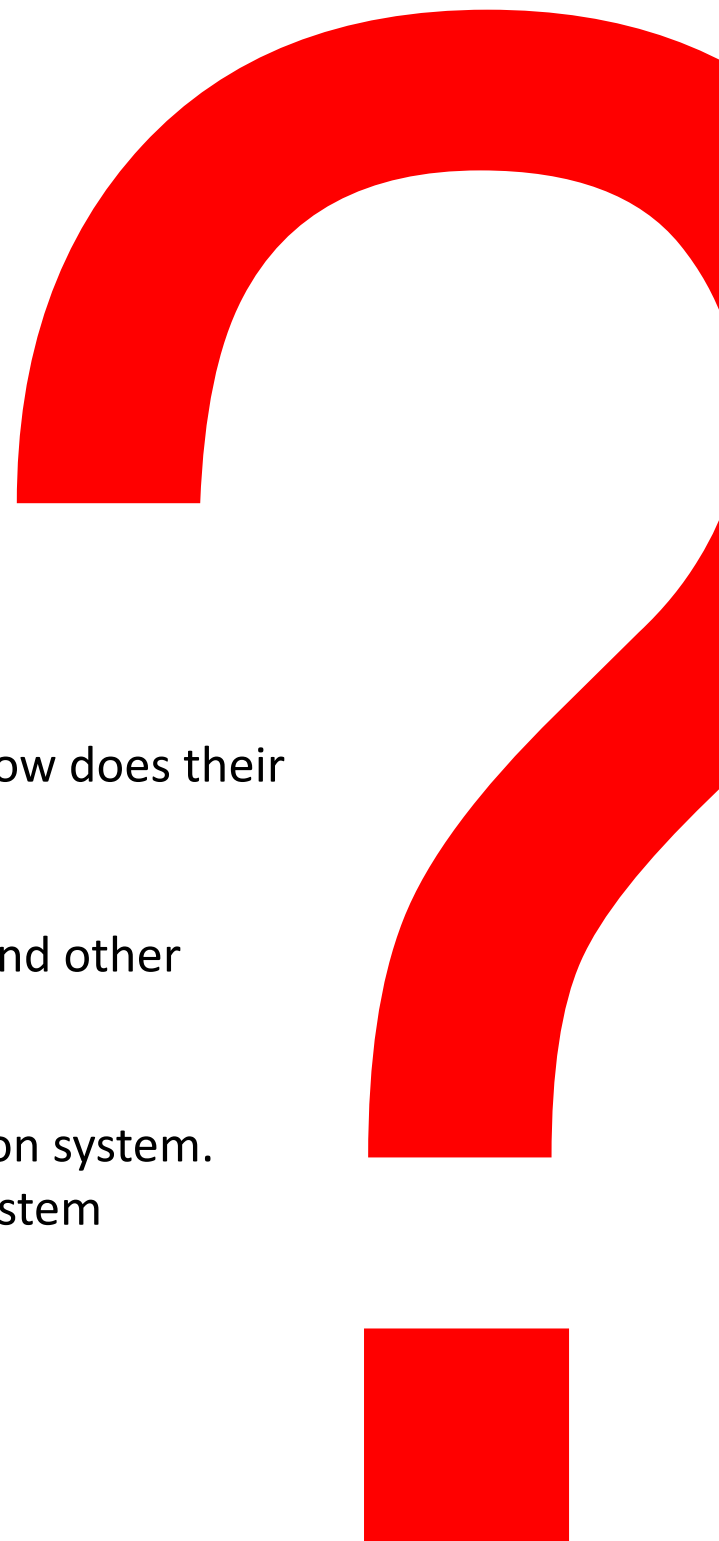 ow does their
nd other
on system.
stem
?